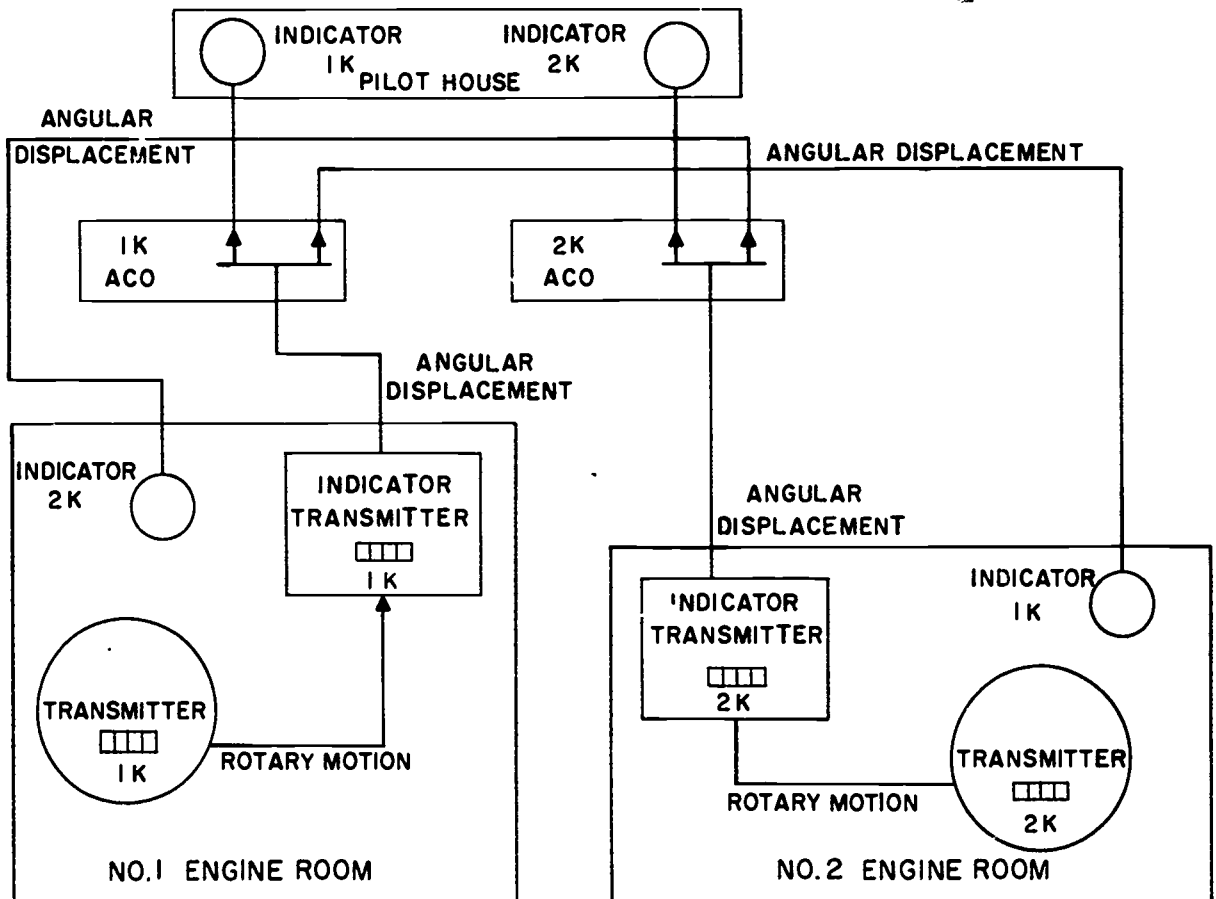 INDICATOR
1K
INDICATOR
2K
PILOT HOUSE
ANGULAR
DISPLACEMENT
ANGULAR DISPLACEMENT
1K
ACO
2K
ACO
ANGULAR
DISPLACEMENT
INDICATOR
2K
INDICATOR
TRANSMITTER
1K
TRANSMITTER
1K
ROTARY MOTION
NO.1 ENGINE ROOM
ANGULAR
DISPLACEMENT
INDICATOR
TRANSMITTER
2K
INDICATOR
1K
TRANSMITTER
2K
ROTARY MOTION
NO.2 ENGINE ROOM